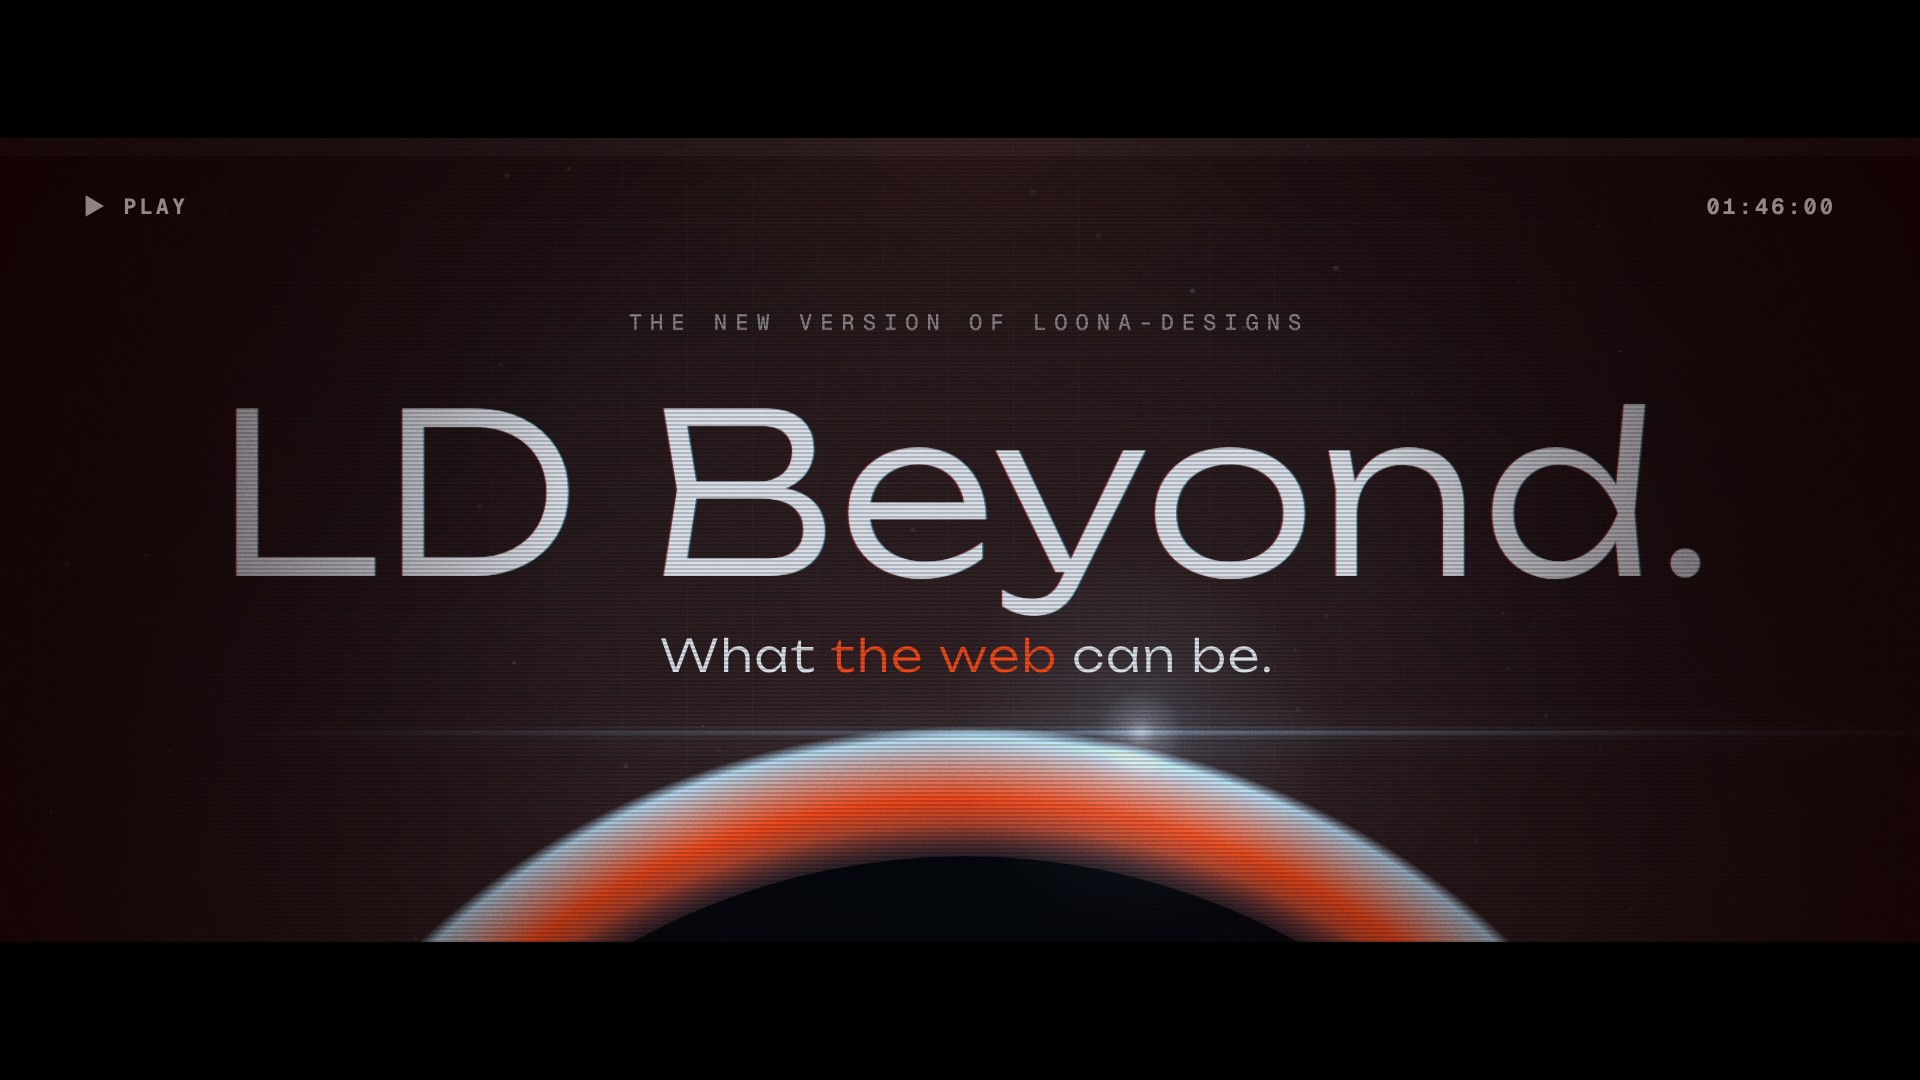 PLAY
01:46:00
THE NEW VERSION OF LOONA-DESIGNS
LD Beyond.
What the web can be.